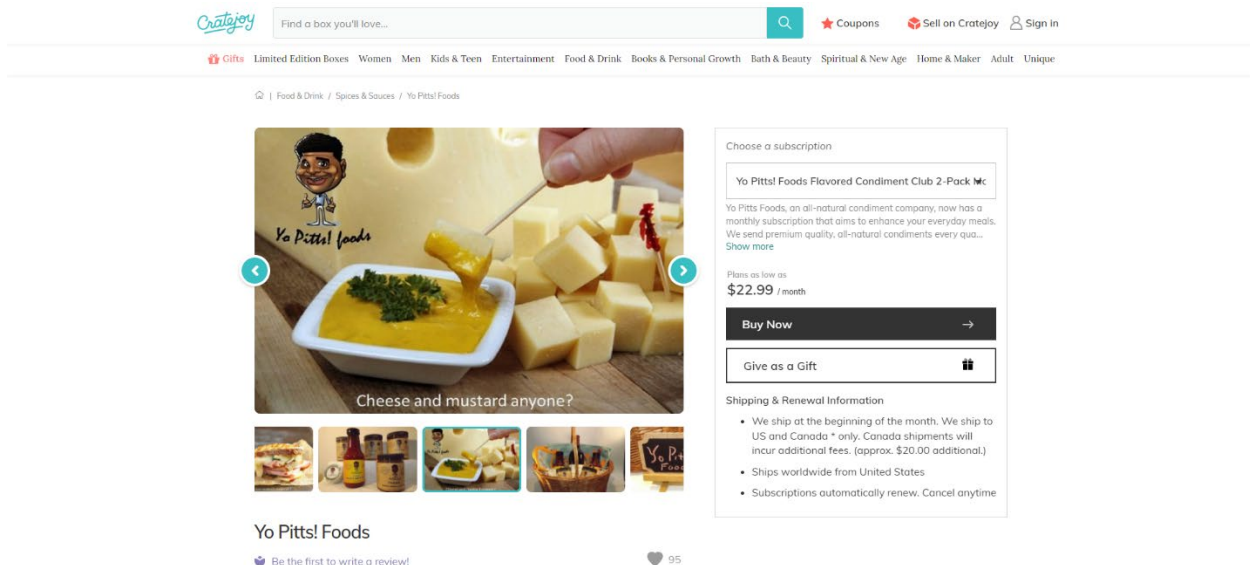 Cratejoy
Find a box you'll love...
Coupons
Sell on Cratejoy
Sign in
Gifts Limited Edition Boxes Women Men Kids & Teen Entertainment Food & Drink Books & Personal Growth Bath & Beauty Spiritual & New Age Home & Maker Adult Unique
| Food & Drink / Spices & Sauces / Yo Pitts! Foods
Yo Pitts! foods
Cheese and mustard anyone?
Yo Pitts! Foods
Be the first to write a review!
95
Choose a subscription
Yo Pitts! Foods Flavored Condiment Club 2-Pack
Yo Pitts Foods, an all-natural condiment company, now has a
monthly subscription that aims to enhance your everyday meals.
We send premium quality, all-natural condiments every qua...
Show more
Plans as low as
$22.99 / month
Buy Now →
Give as a Gift
Shipping & Renewal Information
• We ship at the beginning of the month. We ship to
US and Canada * only. Canada shipments will
incur additional fees. (approx. $20.00 additional.)
• Ships worldwide from United States
• Subscriptions automatically renew. Cancel anytime